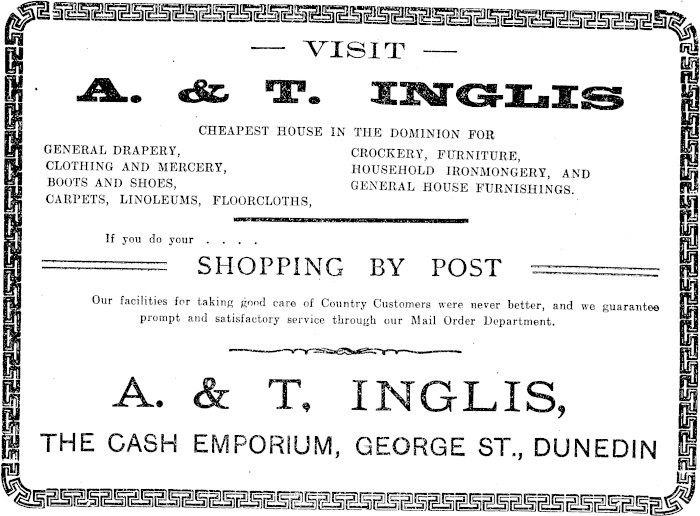 — VISIT —
A. & T. INGLIS
CHEAPEST HOUSE IN THE DOMINION FOR
GENERAL DRAPERY,
CLOTHING AND MERCERY,
BOOTS AND SHOES,
CARPETS, LINOLEUMS, FLOORCLOTHS,
CROCKERY, FURNITURE,
HOUSEHOLD IRONMONGERY, AND
GENERAL HOUSE FURNISHINGS.
If you do your . . . .
SHOPPING BY POST
Our facilities for taking good care of Country Customers were never better, and we guarantee
prompt and satisfactory service through our Mail Order Department.
A. & T. INGLIS,
THE CASH EMPORIUM, GEORGE ST., DUNEDIN